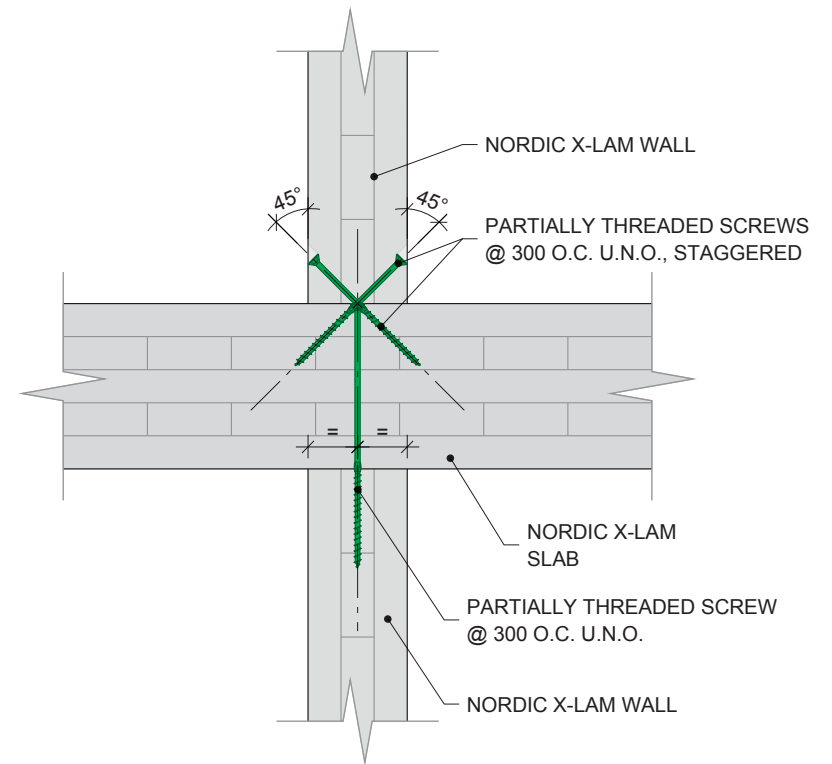 NORDIC X-LAM WALL
45°
45°
PARTIALLY THREADED SCREWS
@ 300 O.C. U.N.O., STAGGERED
= =
NORDIC X-LAM
SLAB
PARTIALLY THREADED SCREW
@ 300 O.C. U.N.O.
NORDIC X-LAM WALL